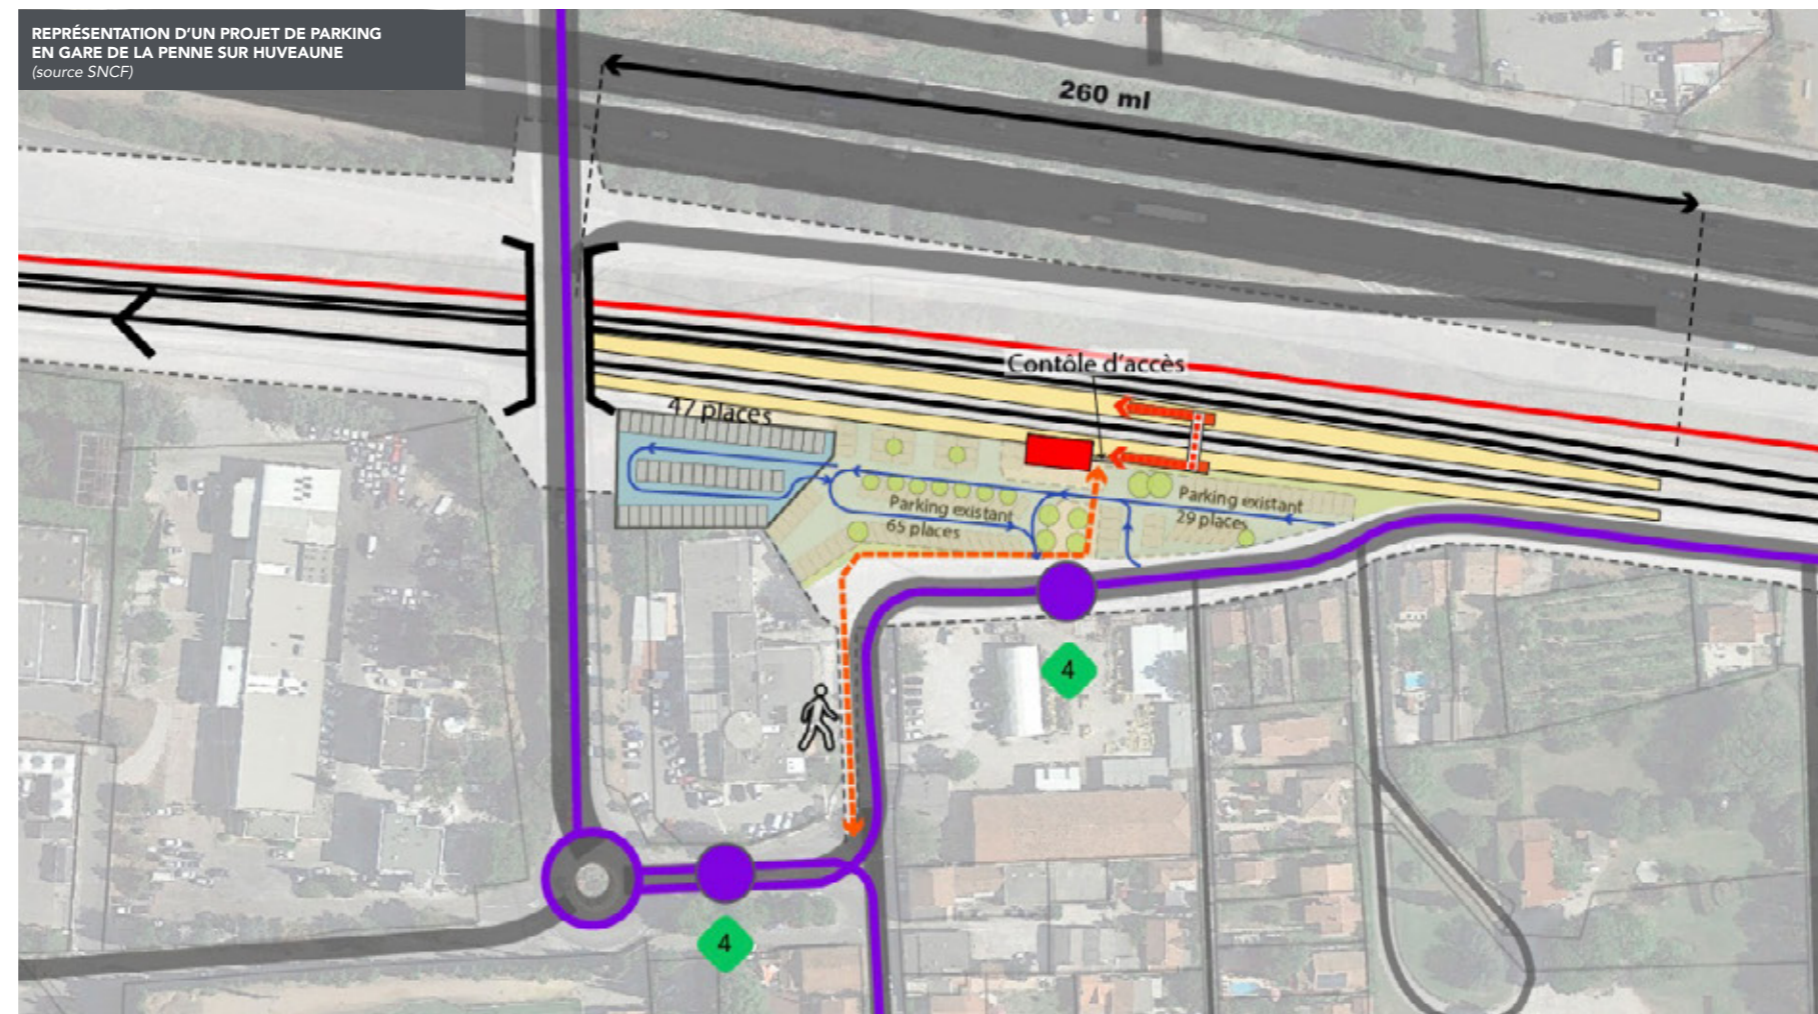 REPRÉSENTATION D'UN PROJET DE PARKING
EN GARE DE LA PENNE SUR HUVEAUNE
(source SNCF)
260 ml
Contôle d'accès
47 places
Parking existant
65 places
Parking existant
29 places
4
4